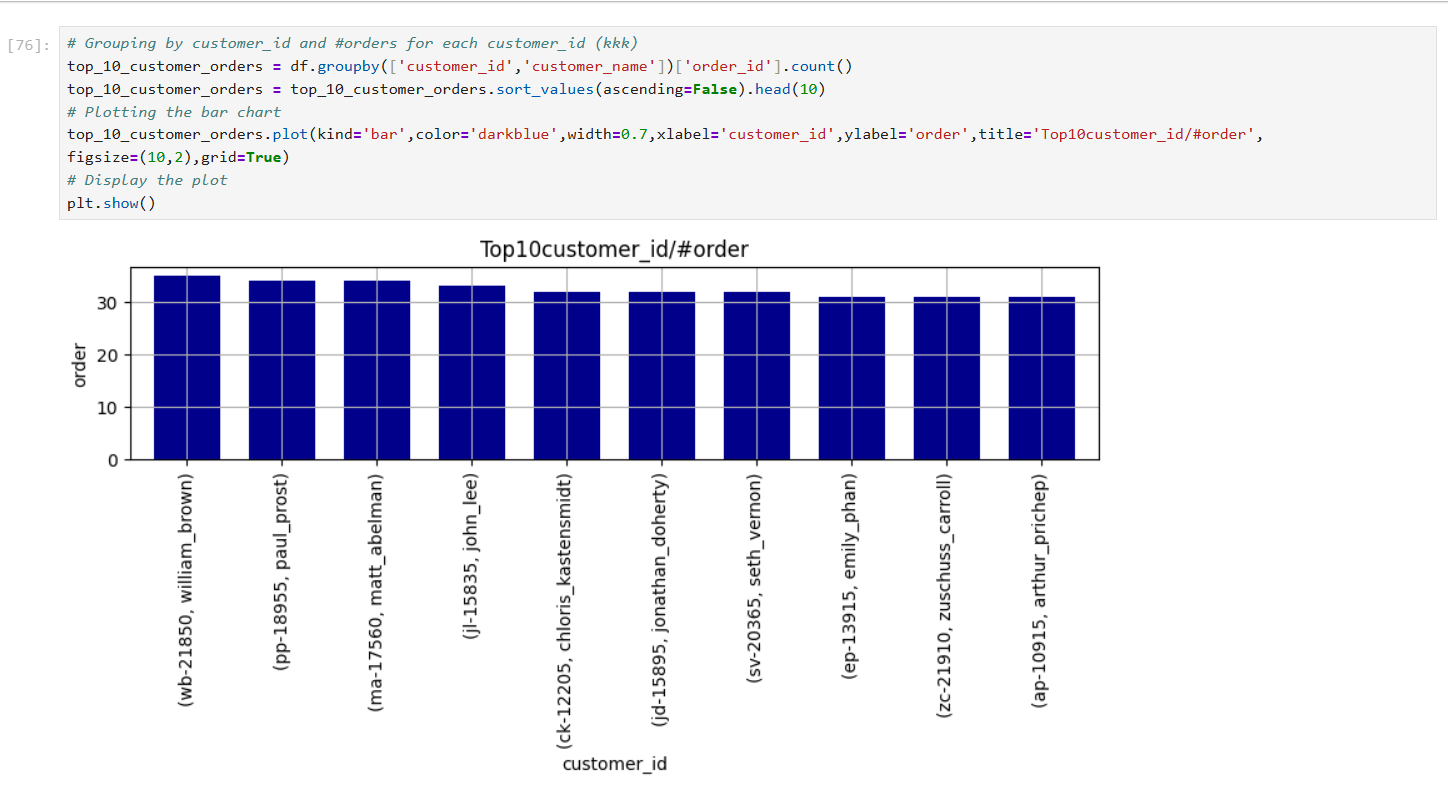 [76]:
# Grouping by customer_id and #orders for each customer_id (kkk)
top_10_customer_orders = df.groupby(['customer_id','customer_name'])['order_id'].count()
top_10_customer_orders = top_10_customer_orders.sort_values(ascending=False).head(10)
# Plotting the bar chart
top_10_customer_orders.plot(kind='bar',color='darkblue',width=0.7,xlabel='customer_id',ylabel='order',title='Top10customer_id/#order',
figsize=(10,2),grid=True)
# Display the plot
plt.show()
Top10customer_id/#order
order
30
20
10
0
(wb-21850, william_brown)
(pp-18955, paul_prost)
(ma-17560, matt_abelman)
(jl-15835, john_lee)
(ck-12205, chloris_kastensmidt)
(jd-15895, jonathan_doherty)
(sv-20365, seth_vernon)
(ep-13915, emily_phan)
(zc-21910, zuschuss_carroll)
(ap-10915, arthur_prichep)
customer_id